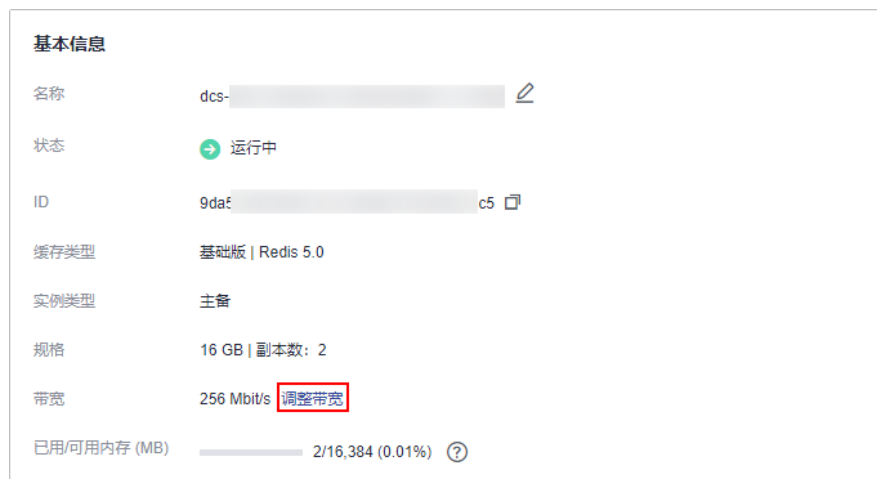 基本信息
名称 dcs-
状态 运行中
ID 9da5 c5
缓存类型 基础版 | Redis 5.0
实例类型 主备
规格 16 GB | 副本数：2
带宽 256 Mbit/s 调整带宽
已用/可用内存 (MB) 2/16,384 (0.01%)